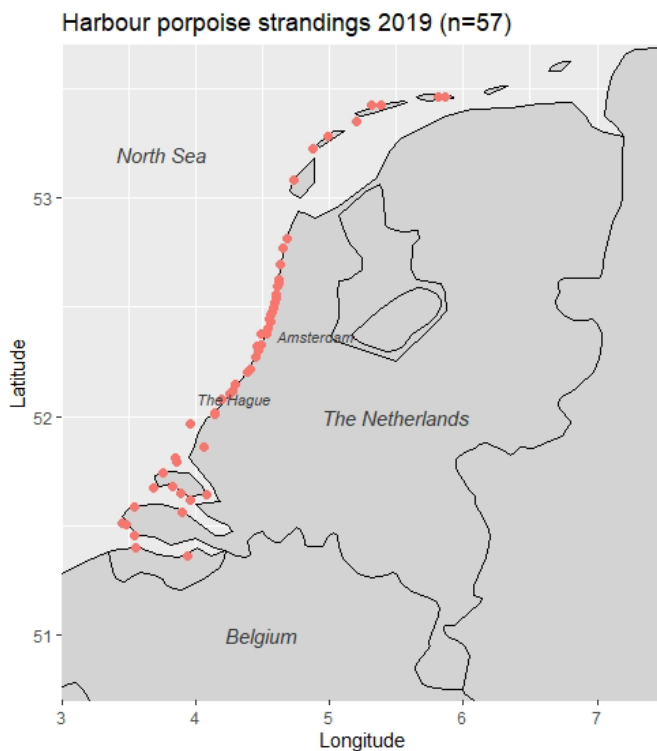 Harbour porpoise strandings 2019 (n=57)
North Sea
53
Amsterdam
The Hague
52
The Netherlands
Latitude
51
Belgium
3 4 5 6 7
Longitude